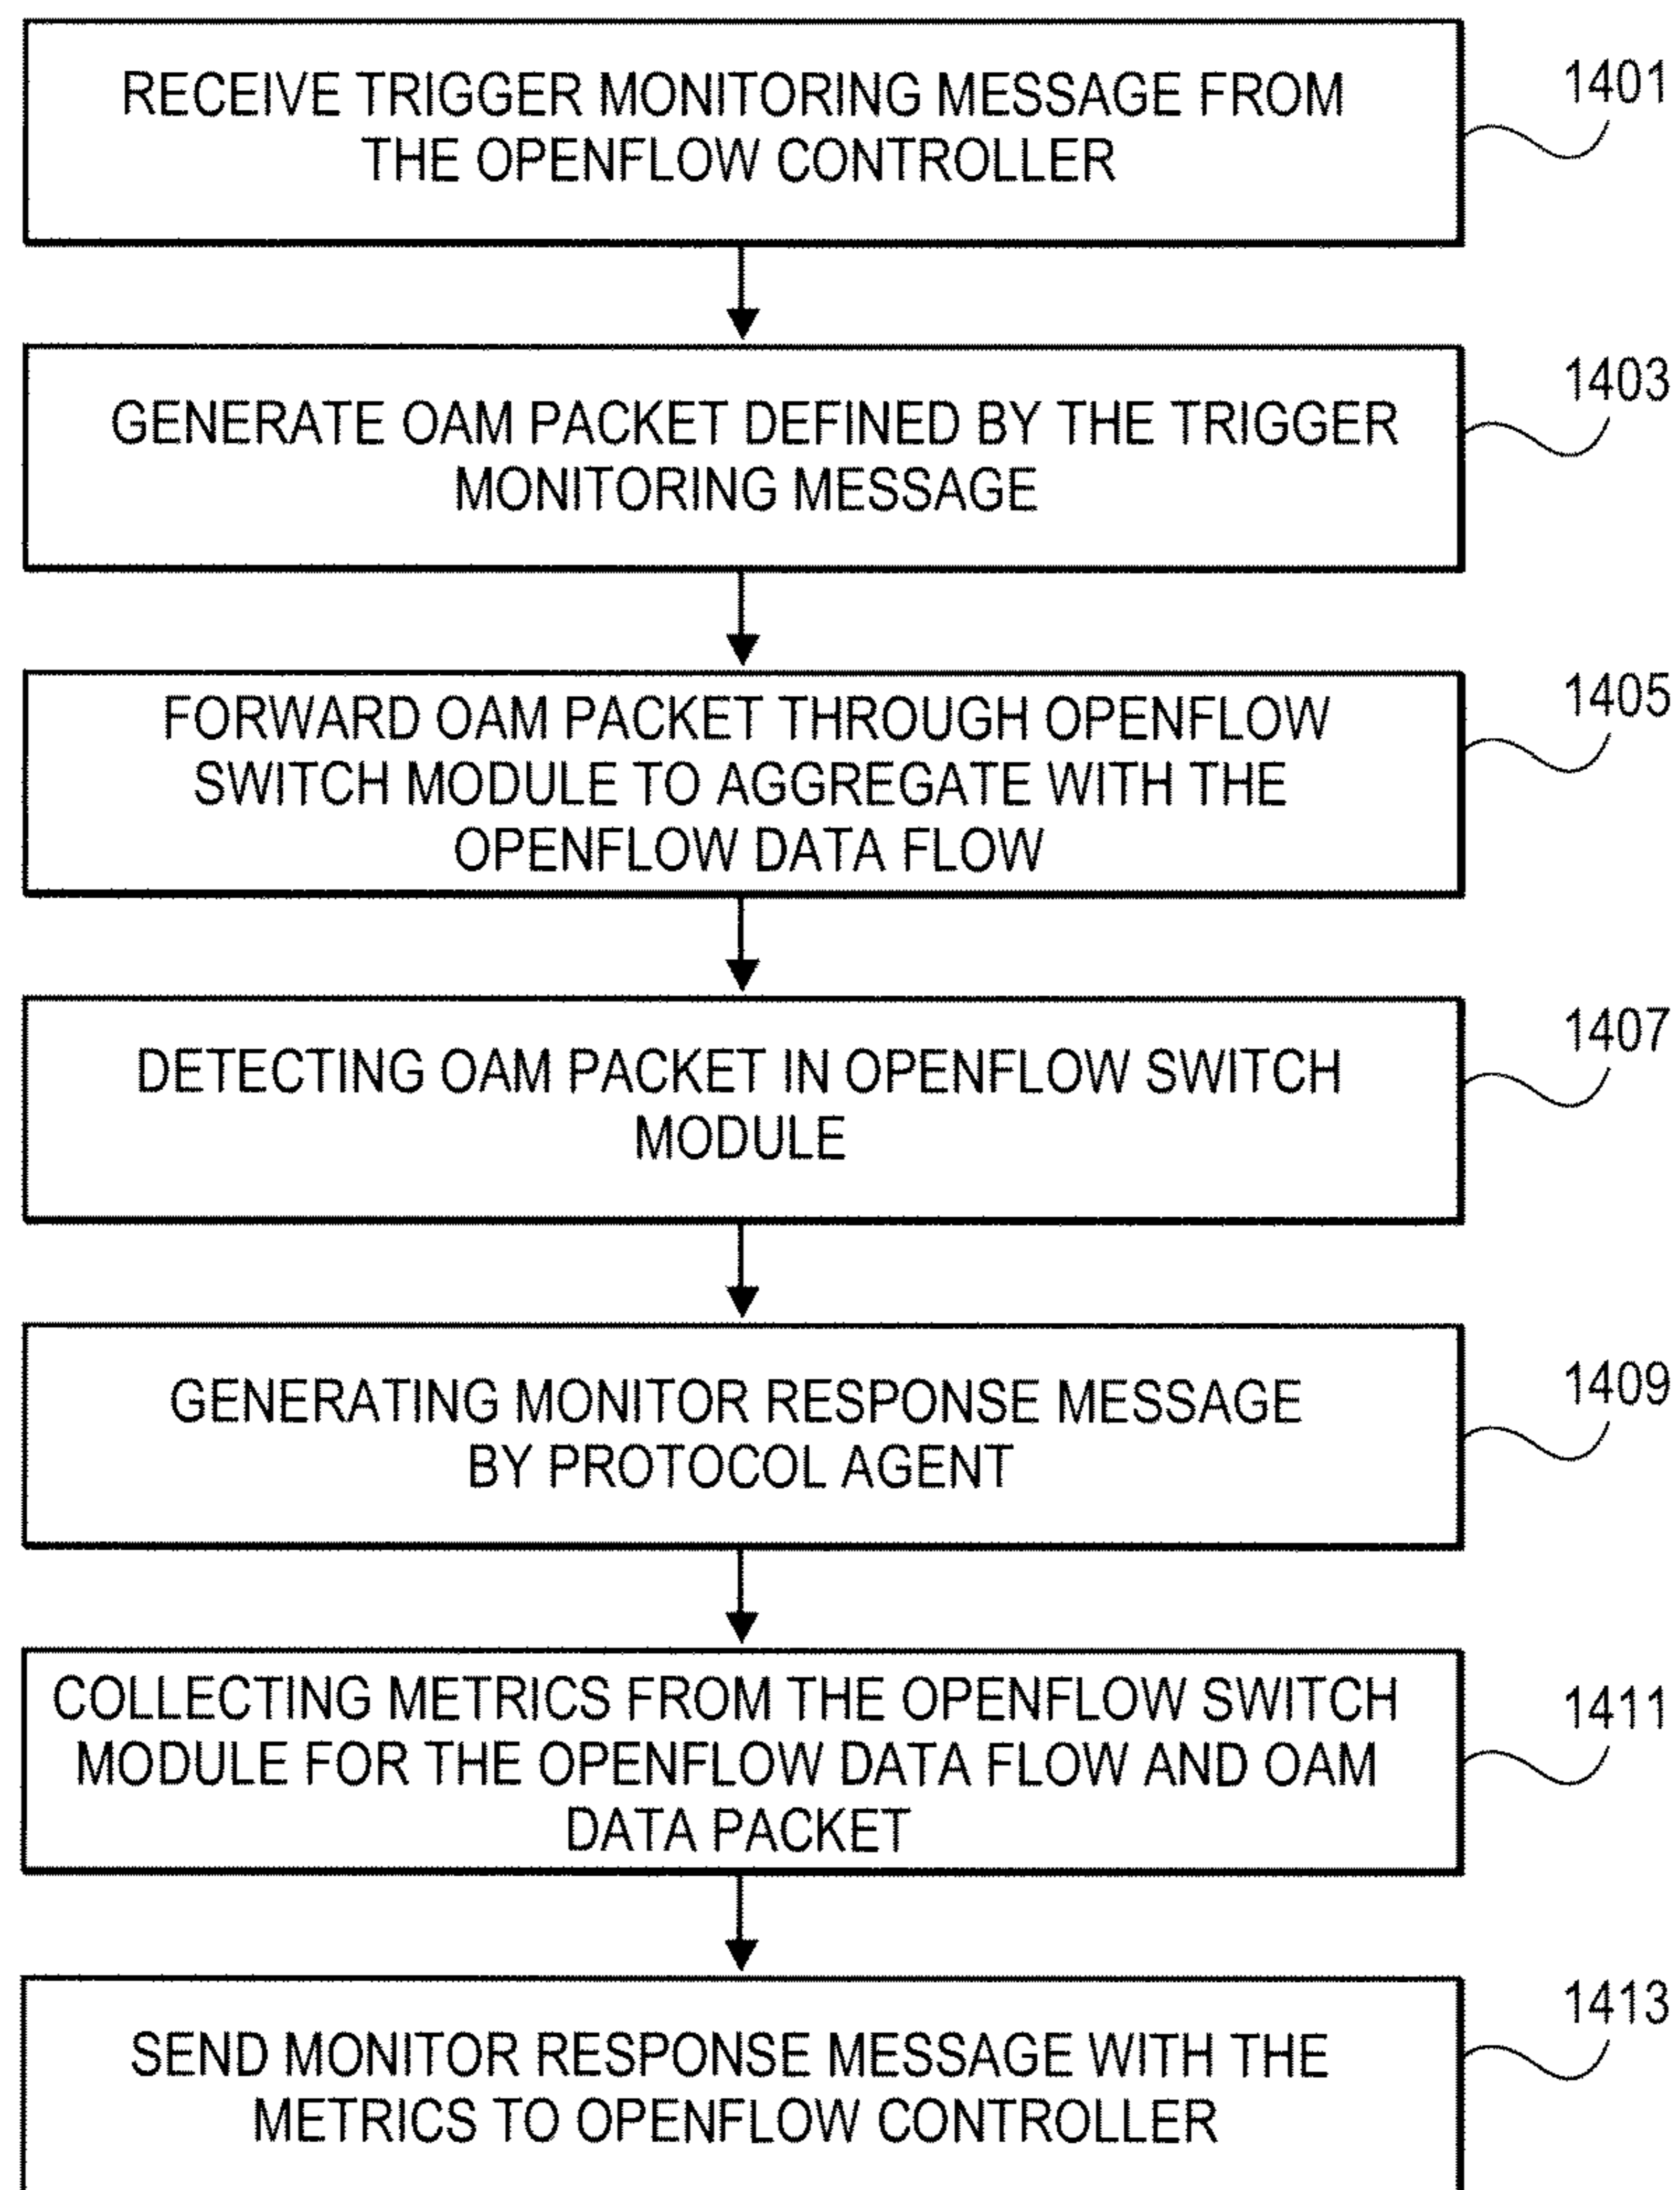 RECEIVE TRIGGER MONITORING MESSAGE FROM
THE OPENFLOW CONTROLLER
1401
GENERATE OAM PACKET DEFINED BY THE TRIGGER
MONITORING MESSAGE
1403
FORWARD OAM PACKET THROUGH OPENFLOW
SWITCH MODULE TO AGGREGATE WITH THE
OPENFLOW DATA FLOW
1405
DETECTING OAM PACKET IN OPENFLOW SWITCH
MODULE
1407
GENERATING MONITOR RESPONSE MESSAGE
BY PROTOCOL AGENT
1409
COLLECTING METRICS FROM THE OPENFLOW SWITCH
MODULE FOR THE OPENFLOW DATA FLOW AND OAM
DATA PACKET
1411
SEND MONITOR RESPONSE MESSAGE WITH THE
METRICS TO OPENFLOW CONTROLLER
1413